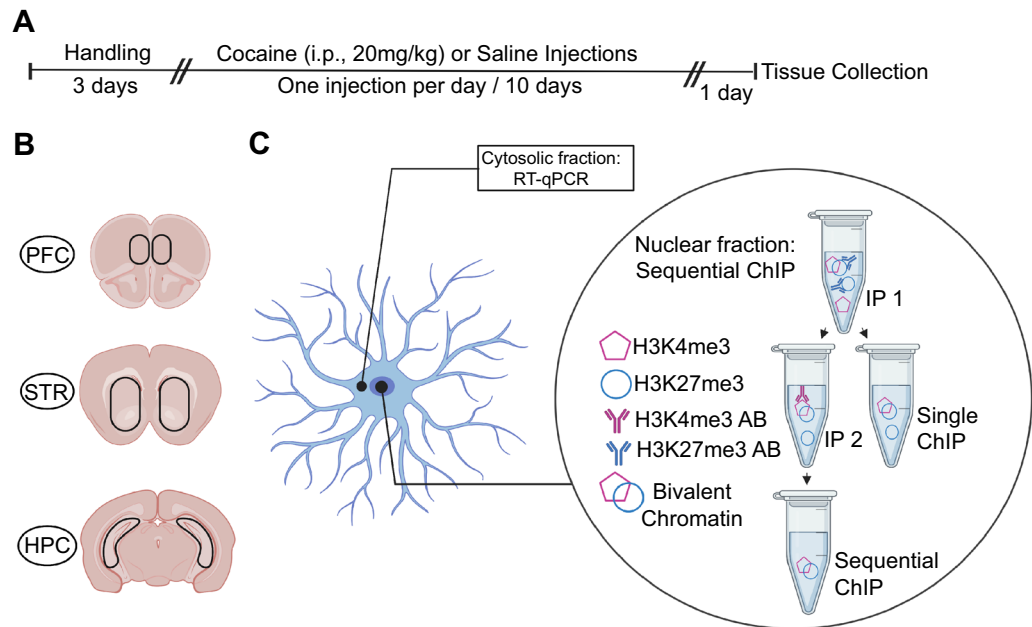 A
Handling
Cocaine (i.p., 20mg/kg) or Saline Injections
3 days
One injection per day / 10 days
1 day
Tissue Collection
B
PFC
STR
HPC
C
Cytosolic fraction:
RT-qPCR
Nuclear fraction:
Sequential ChIP
IP 1
H3K4me3
H3K27me3
H3K4me3 AB
H3K27me3 AB
Bivalent
Chromatin
IP 2
Single
ChIP
Sequential
ChIP